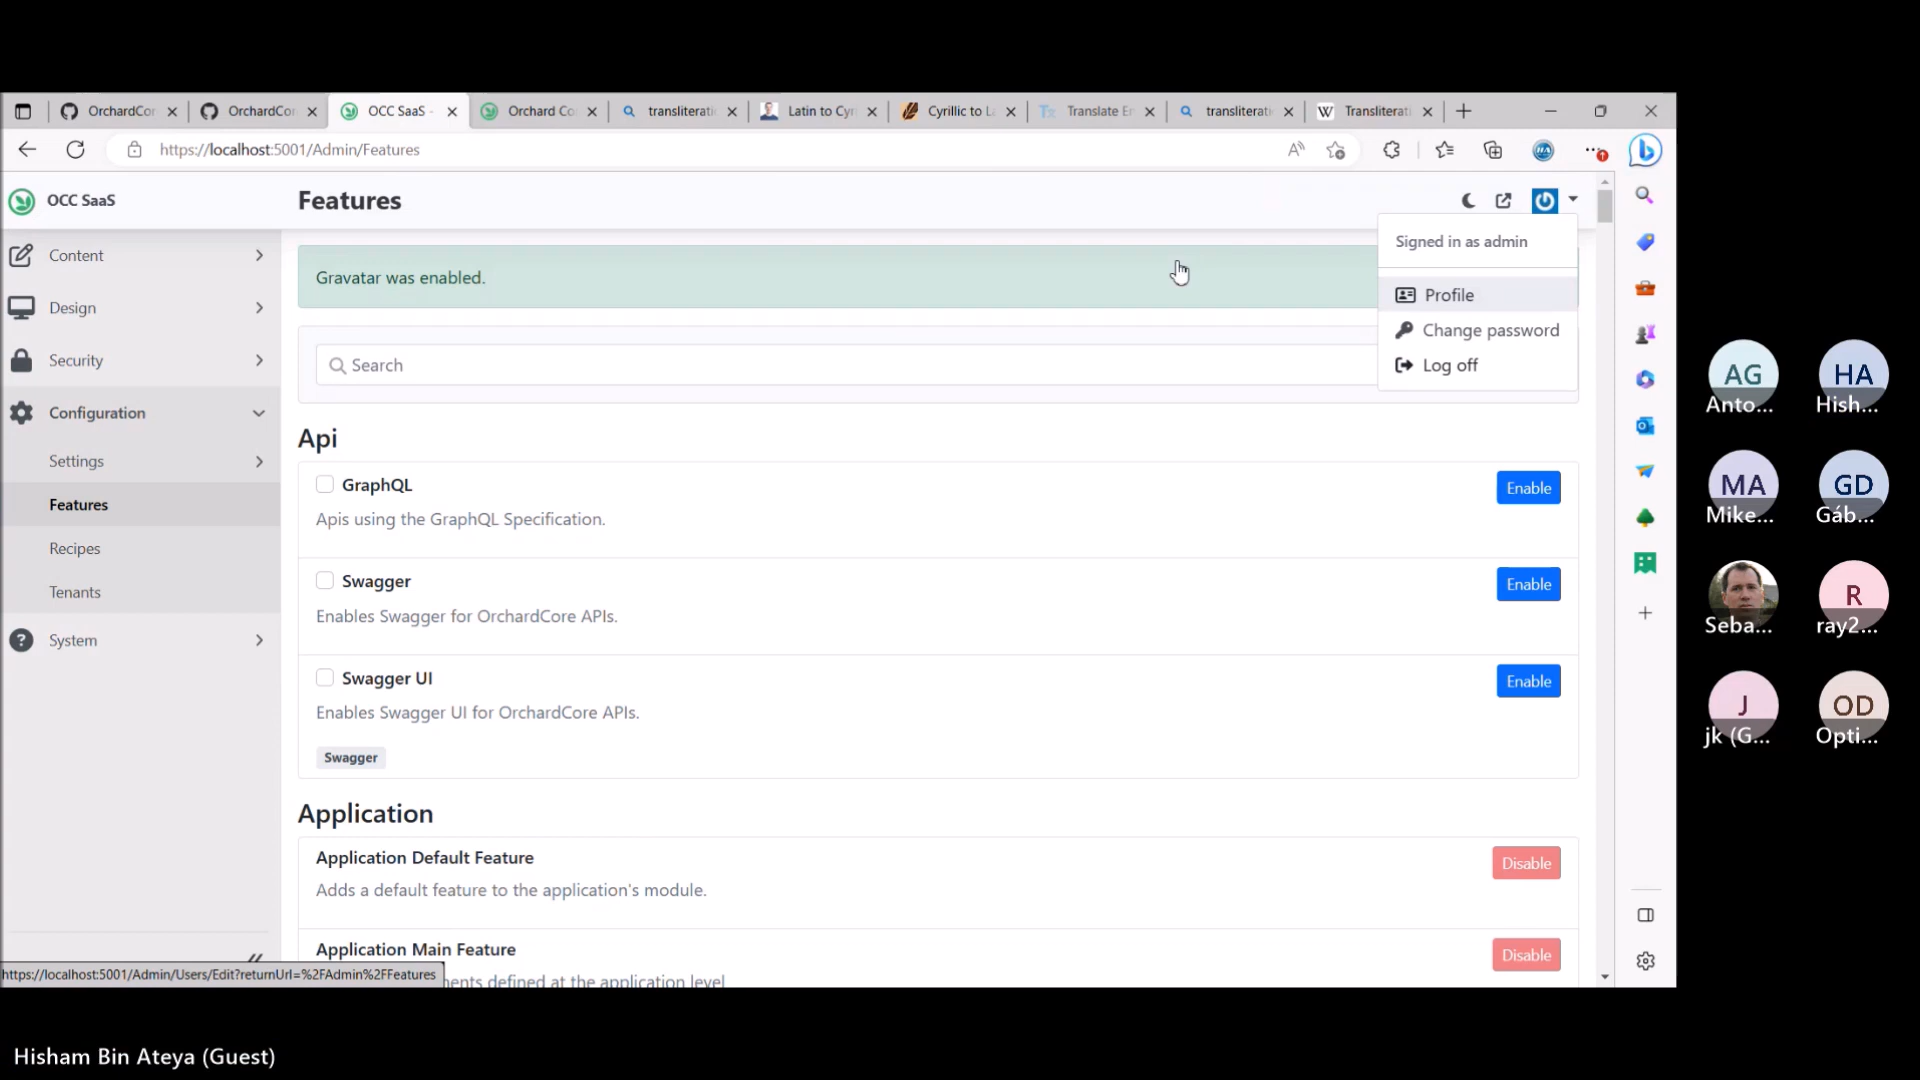 OrchardCor
OrchardCor
OCC SaaS -
Orchard Co
transliterati
Latin to Cyr
Cyrillic to L
Translate E
transliterati
W
Transliterati
https://localhost:5001/Admin/Features
OCC SaaS
Features
Signed in as admin
Profile
Change password
Log off
Content
Design
Security
Configuration
Settings
Features
Recipes
Tenants
System
Gravatar was enabled.
Search
Api
GraphQL
Enable
Apis using the GraphQL Specification.
Swagger
Enable
Enables Swagger for OrchardCore APIs.
Swagger UI
Enable
Enables Swagger UI for OrchardCore APIs.
Swagger
Application
Application Default Feature
Disable
Adds a default feature to the application's module.
Application Main Feature
Disable
defined at the application level
https://localhost:5001/Admin/Users/Edit?returnUrl=%2FAdmin%2FFeatures
AG
Anto...
HA
Hish...
MA
Mike...
GD
Gáb...
Seba...
R
ray2...
J
jk (G...
OD
Opti...
Hisham Bin Ateya (Guest)